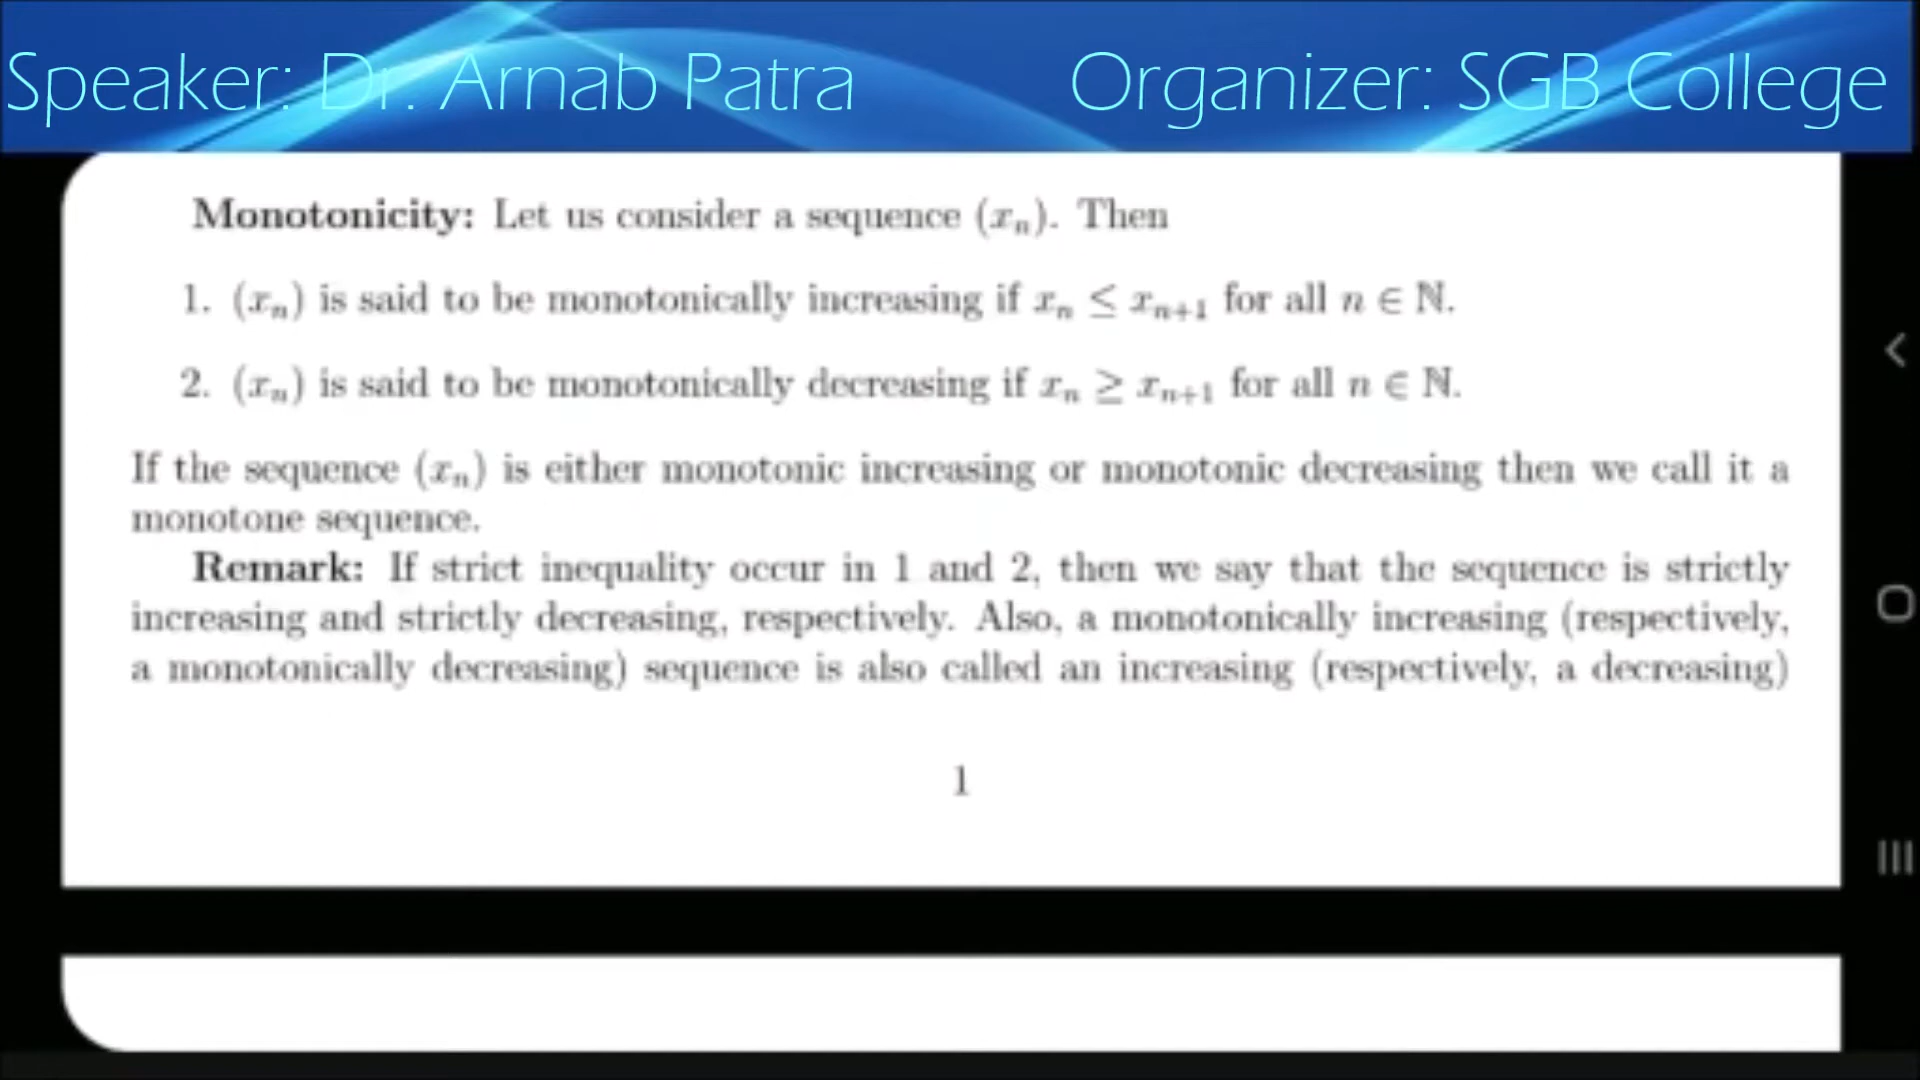 Speaker: Dr. Arnab Patra Organizer: SGB College
Monotonicity: Let us consider a sequence (xₙ). Then
1. (xₙ) is said to be monotonically increasing if xₙ ≤ xₙ₊₁ for all n ∈ ℕ.
2. (xₙ) is said to be monotonically decreasing if xₙ ≥ xₙ₊₁ for all n ∈ ℕ.
If the sequence (xₙ) is either monotonic increasing or monotonic decreasing then we call it a
monotone sequence.
Remark: If strict inequality occur in 1 and 2, then we say that the sequence is strictly
increasing and strictly decreasing, respectively. Also, a monotonically increasing (respectively,
a monotonically decreasing) sequence is also called an increasing (respectively, a decreasing)
1